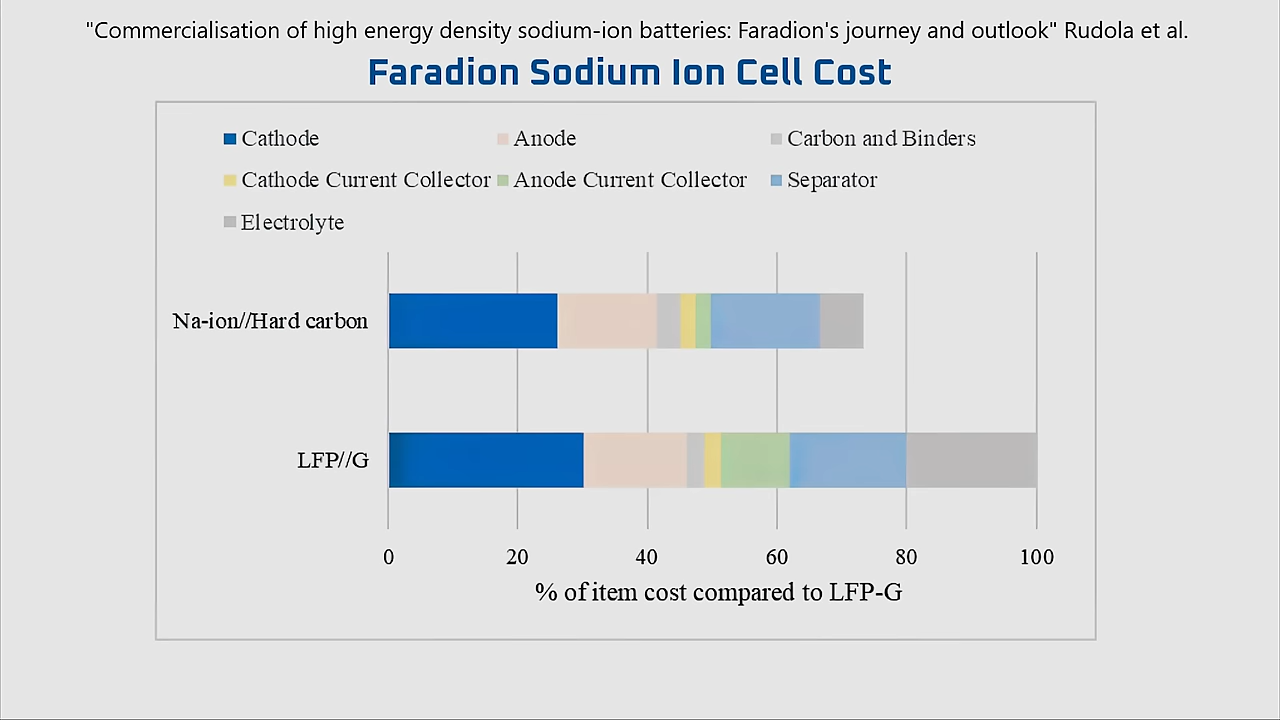 "Commercialisation of high energy density sodium-ion batteries: Faradion's journey and outlook" Rudola et al.
Faradion Sodium Ion Cell Cost
Cathode Anode Carbon and Binders
Cathode Current Collector Anode Current Collector Separator
Electrolyte
Na-ion//Hard carbon
LFP//G
0 20 40 60 80 100
% of item cost compared to LFP-G